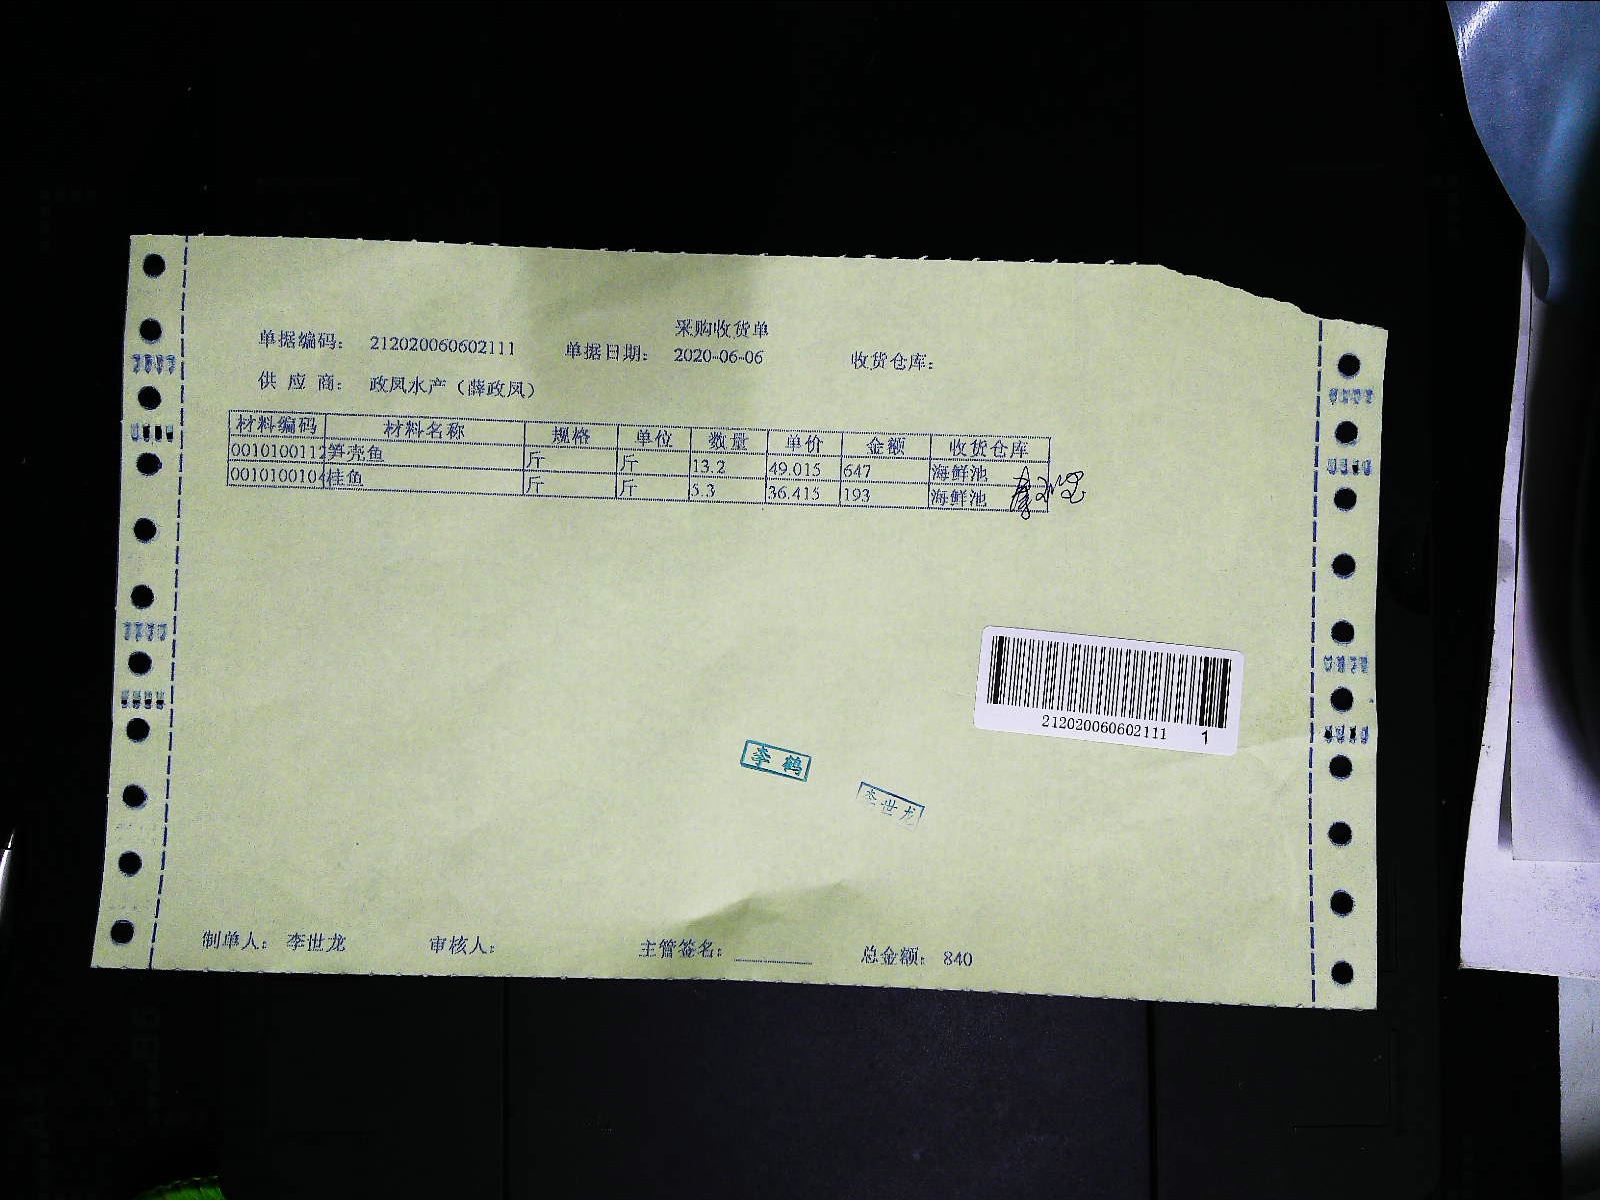 采购收货单
单据编码： 212020060602111 单据日期： 2020-06-06 收货仓库：
供 应 商： 政凤水产（薛政凤）
材料编码 材料名称 规格 单位 数量 单价 金额 收货仓库
0010100112 笋壳鱼 斤 斤 13.2 49.015 647 海鲜池
0010100104 桂鱼 斤 斤 5.3 36.415 193 海鲜池
212020060602111 1
李 鹤
李世龙
制单人： 李世龙 审核人： 主管签名： 总金额： 840